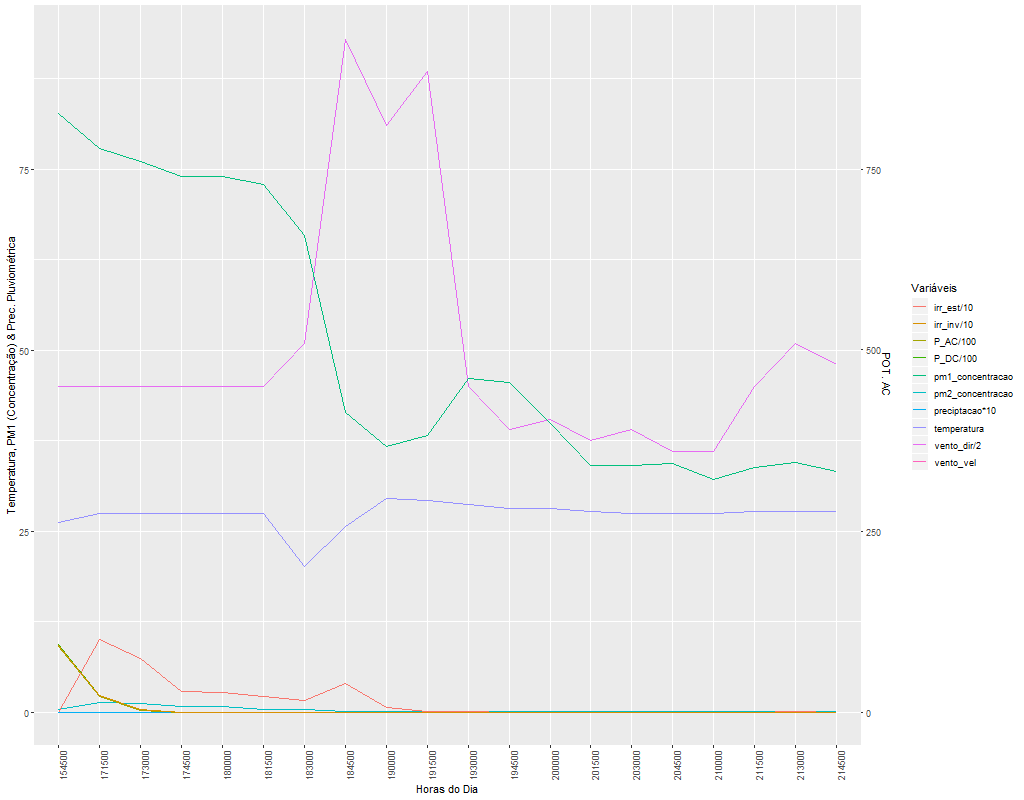 Temperatura, PM1 (Concentração) & Prec. Pluviométrica
75
50
25
0
750
500
250
0
POT. AC
154500
171500
173000
174500
180000
181500
183000
184500
190000
191500
193000
194500
200000
201500
203000
204500
210000
211500
213000
214500
Horas do Dia
Variáveis
irr_est/10
irr_inv/10
P_AC/100
P_DC/100
pm1_concentracao
pm2_concentracao
preciptacao*10
temperatura
vento_dir/2
vento_vel